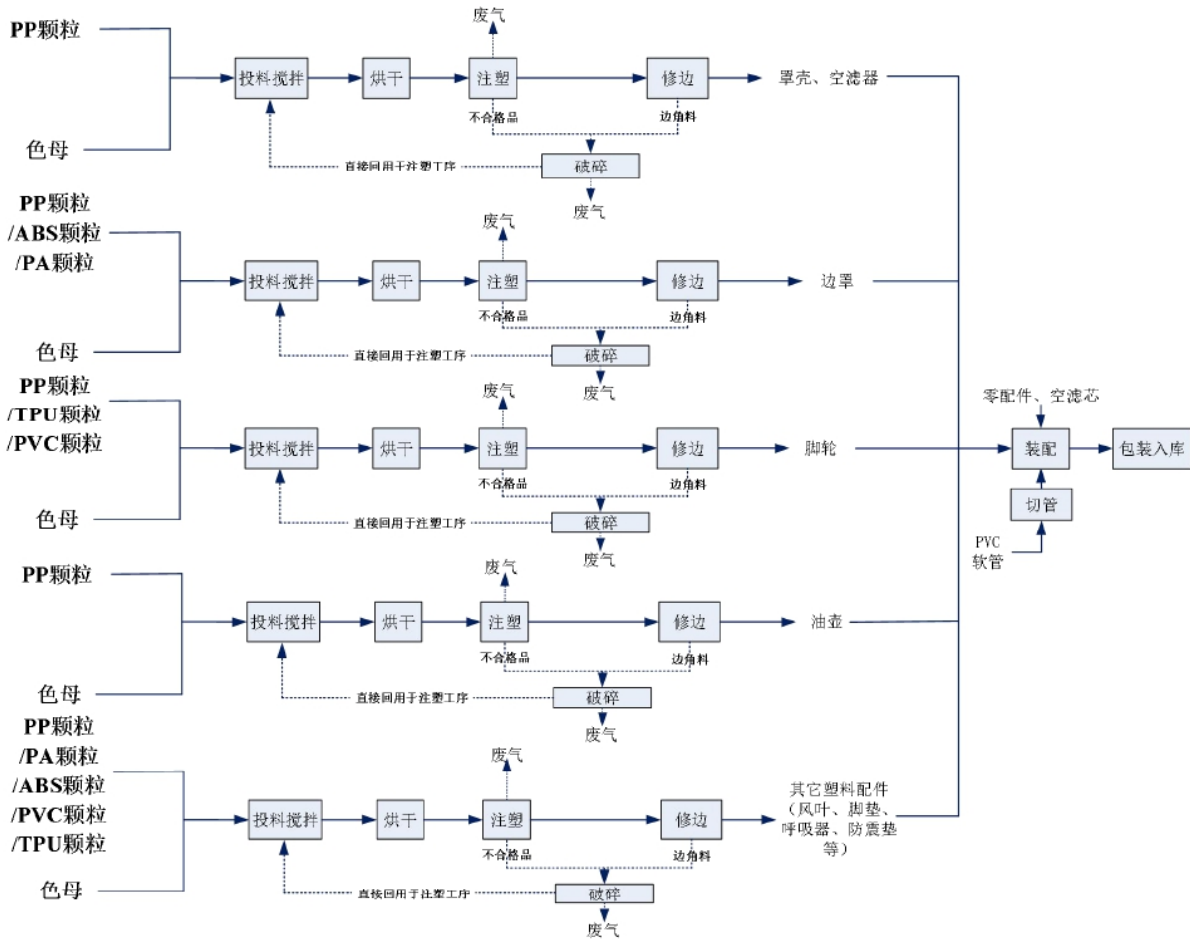 PP颗粒
色母
投料搅拌
烘干
注塑
修边
罩壳、空滤器
废气
不合格品
边角料
直接回用于注塑工序
破碎
废气
PP颗粒
/ABS颗粒
/PA颗粒
色母
投料搅拌
烘干
注塑
修边
边罩
废气
不合格品
边角料
直接回用于注塑工序
破碎
废气
PP颗粒
/TPU颗粒
/PVC颗粒
色母
投料搅拌
烘干
注塑
修边
脚轮
废气
不合格品
边角料
直接回用于注塑工序
破碎
废气
PP颗粒
色母
投料搅拌
烘干
注塑
修边
油壶
废气
不合格品
边角料
直接回用于注塑工序
破碎
废气
PP颗粒
/PA颗粒
/ABS颗粒
/PVC颗粒
/TPU颗粒
色母
投料搅拌
烘干
注塑
修边
其它塑料配件
（风叶、脚垫、
呼吸器、防震垫
等）
废气
不合格品
边角料
直接回用于注塑工序
破碎
废气
零配件、空滤芯
装配
包装入库
切管
PVC
软管